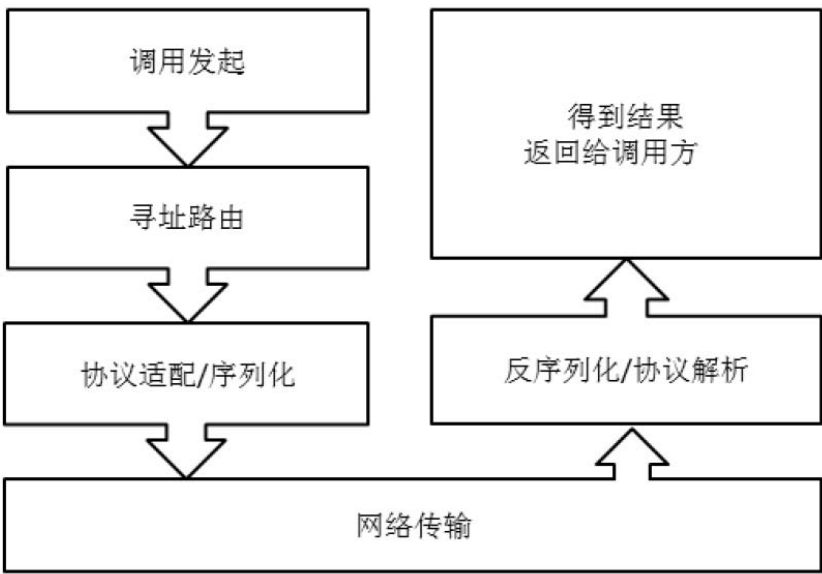 调用发起
寻址路由
协议适配/序列化
网络传输
反序列化/协议解析
得到结果
返回给调用方